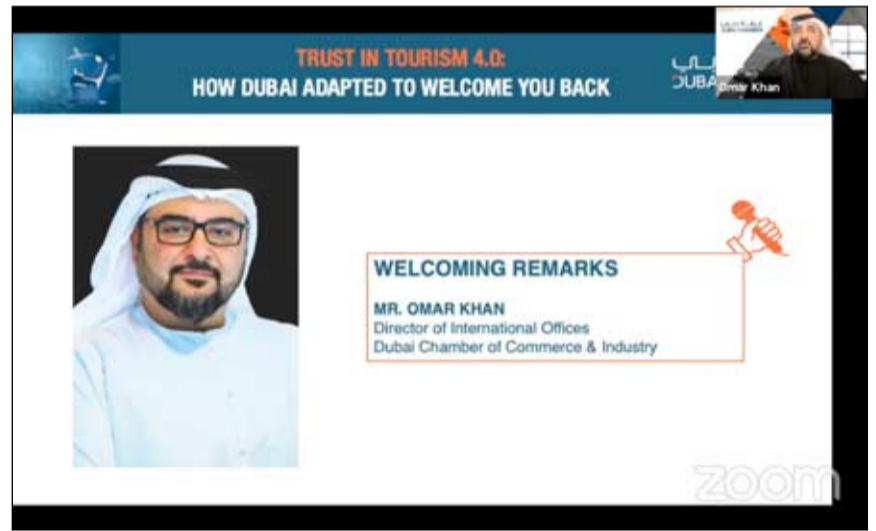 TRUST IN TOURISM 4.0:
HOW DUBAI ADAPTED TO WELCOME YOU BACK
Omar Khan
WELCOMING REMARKS
MR. OMAR KHAN
Director of International Offices
Dubai Chamber of Commerce & Industry
zoom